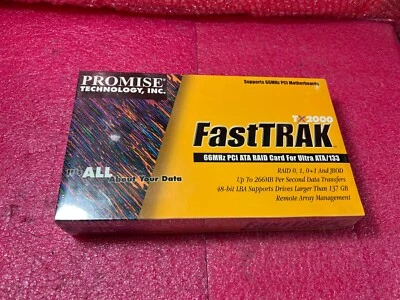 Supports 66MHz PCI Motherboards
PROMISE®
TECHNOLOGY, INC.
TX2000
FastTRAK™
66MHz PCI ATA RAID Card For Ultra ATA/133
RAID 0, 1, 0+1 And JBOD
Up To 266MB Per Second Data Transfers
48-bit LBA Supports Drives Larger Than 137 GB
Remote Array Management
It's ALL
About Your Data